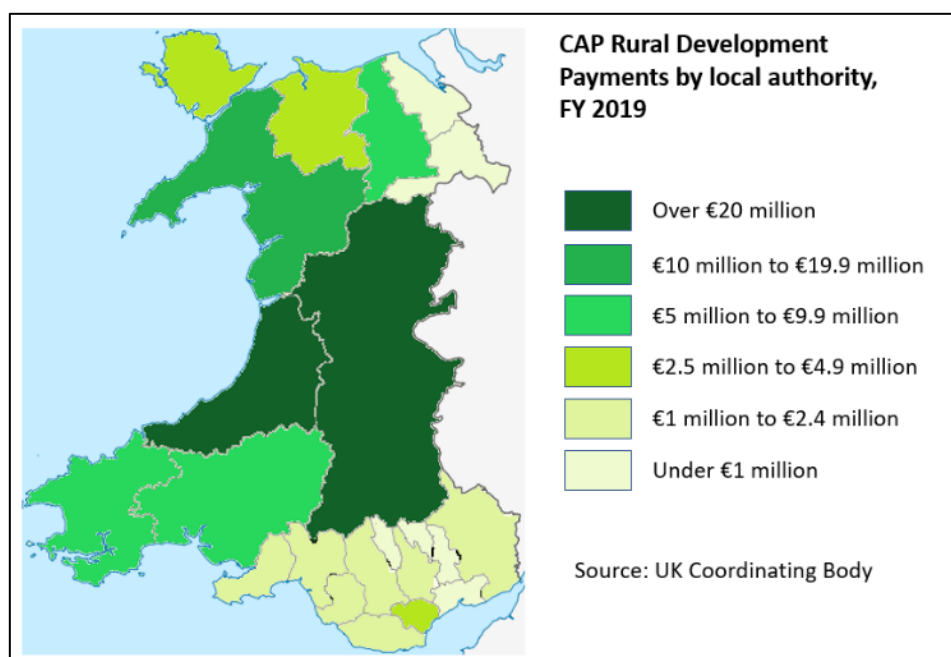 CAP Rural Development
Payments by local authority,
FY 2019
Over €20 million
€10 million to €19.9 million
€5 million to €9.9 million
€2.5 million to €4.9 million
€1 million to €2.4 million
Under €1 million
Source: UK Coordinating Body